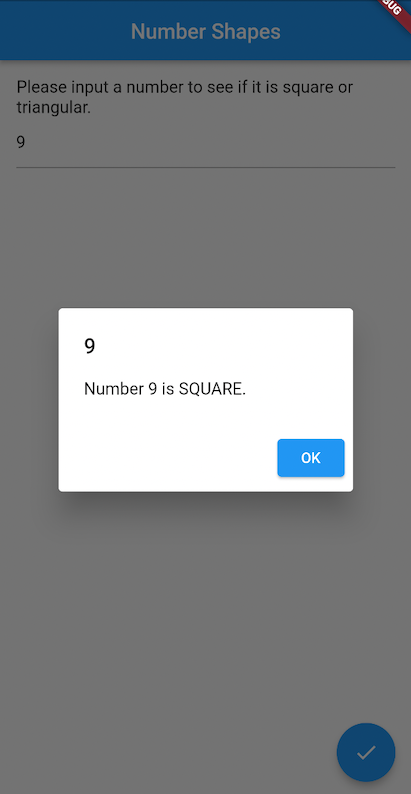 Number Shapes
Please input a number to see if it is square or
triangular.
9
9
Number 9 is SQUARE.
OK